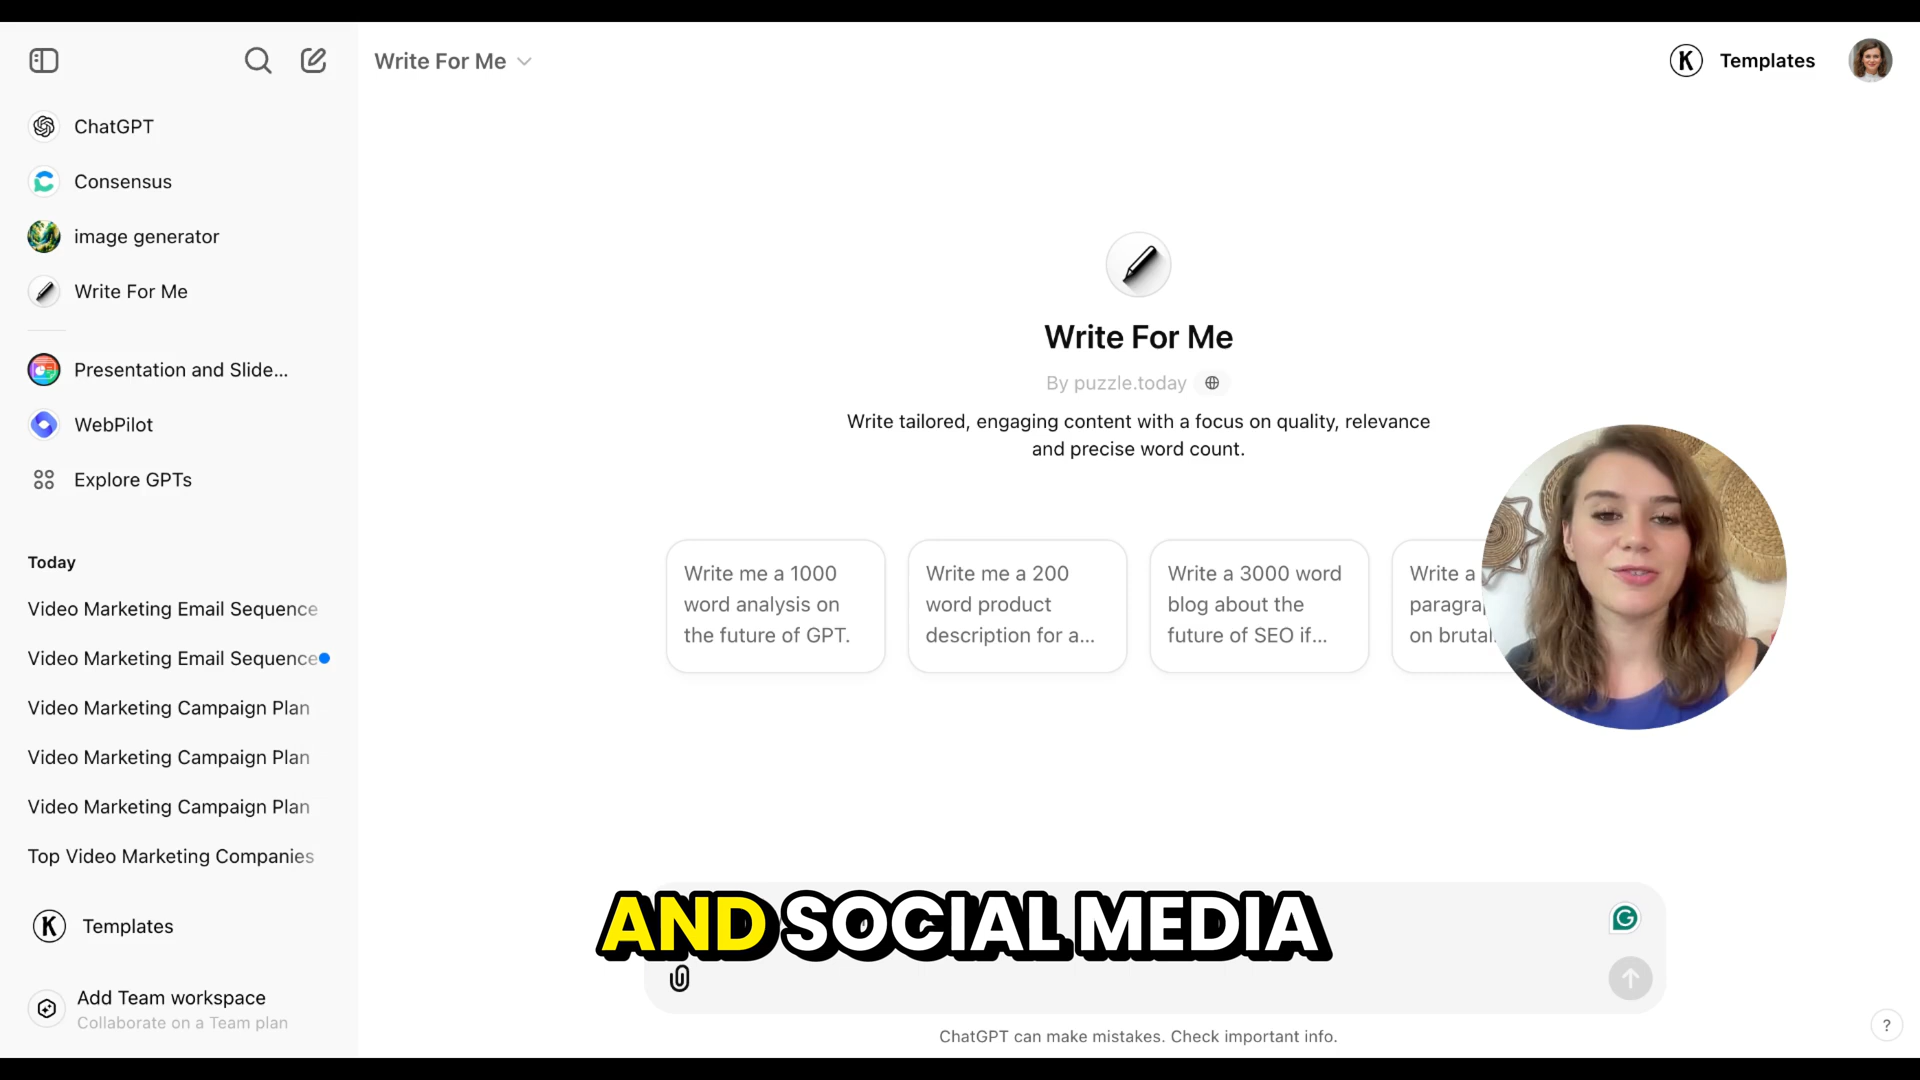 Write For Me
K Templates
ChatGPT
Consensus
image generator
Write For Me
Presentation and Slide...
WebPilot
Explore GPTs
Today
Video Marketing Email Sequence
Video Marketing Email Sequence
Video Marketing Campaign Plan
Video Marketing Campaign Plan
Video Marketing Campaign Plan
Top Video Marketing Companies
K Templates
Add Team workspace
Collaborate on a Team plan
Write For Me
By puzzle.today
Write tailored, engaging content with a focus on quality, relevance
and precise word count.
Write me a 1000
word analysis on
the future of GPT.
Write me a 200
word product
description for a...
Write a 3000 word
blog about the
future of SEO if...
Write a
paragra
on brutal
AND SOCIAL MEDIA
G
ChatGPT can make mistakes. Check important info.
?